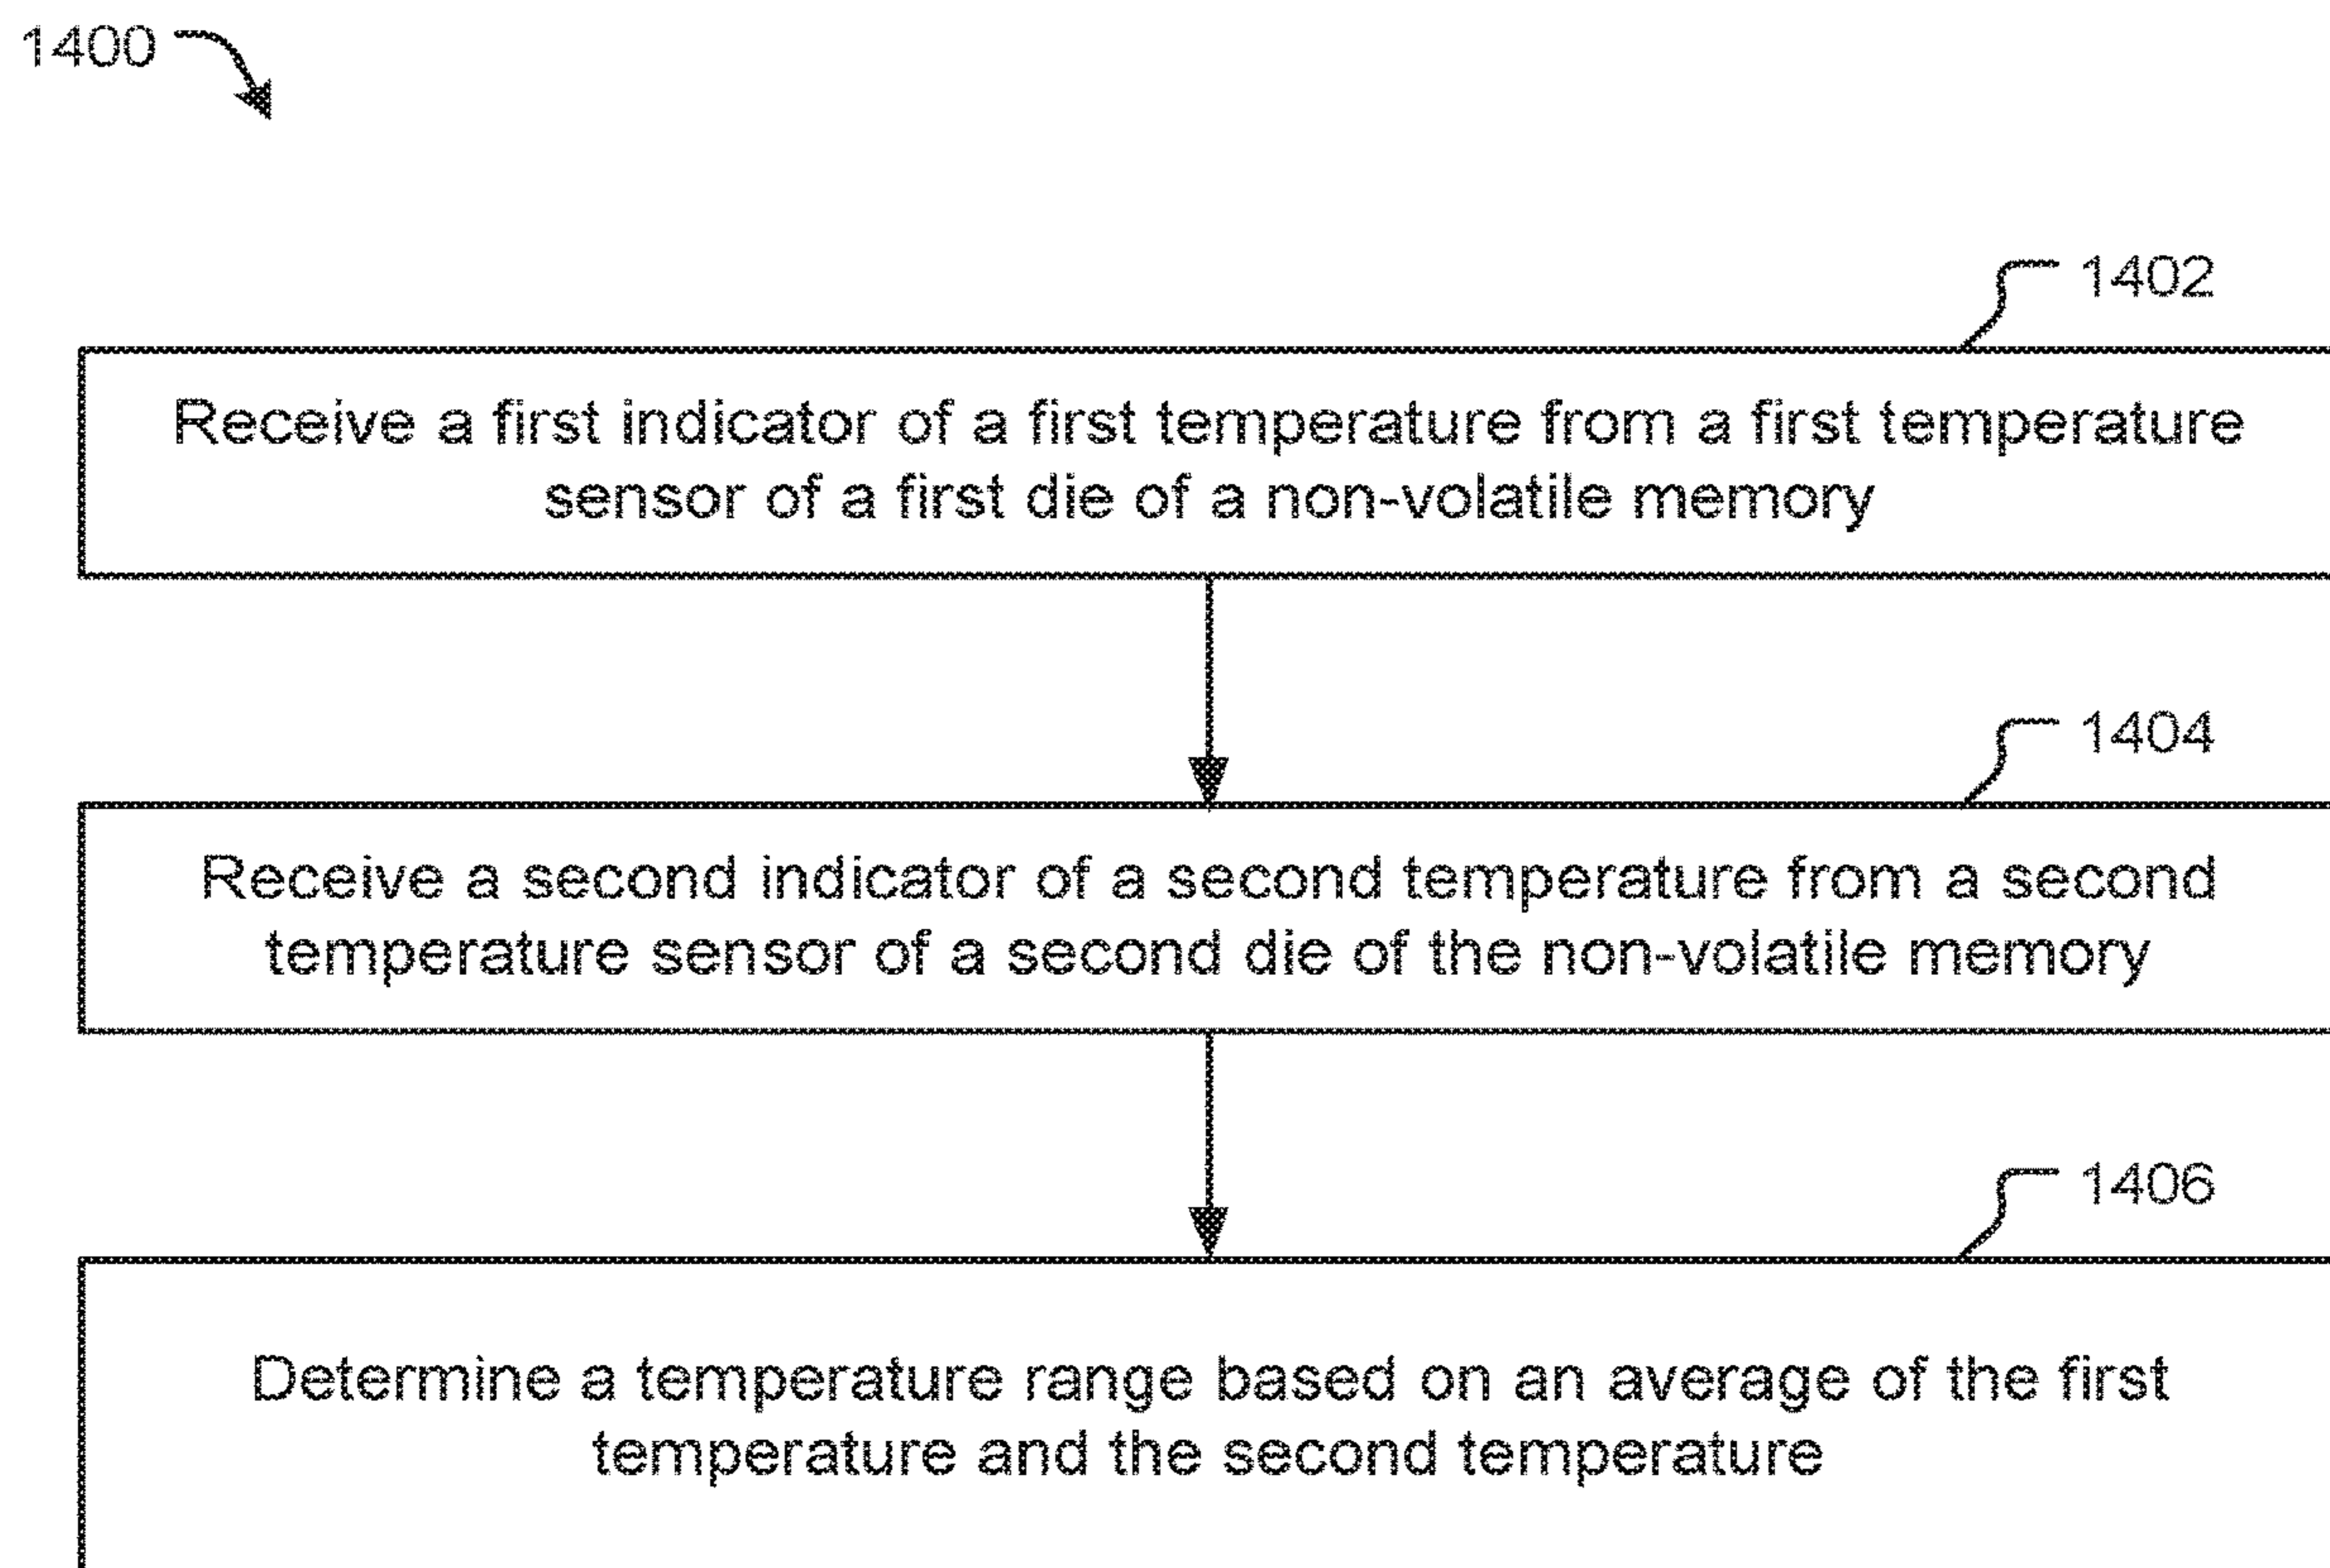 1400
1402
Receive a first indicator of a first temperature from a first temperature
sensor of a first die of a non-volatile memory
1404
Receive a second indicator of a second temperature from a second
temperature sensor of a second die of the non-volatile memory
1406
Determine a temperature range based on an average of the first
temperature and the second temperature